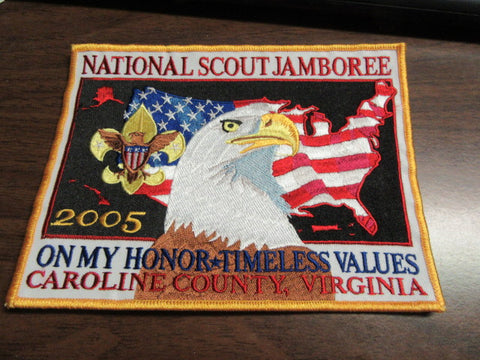 NATIONAL SCOUT JAMBOREE
2005
ON MY HONOR-TIMELESS VALUES
CAROLINE COUNTY, VIRGINIA